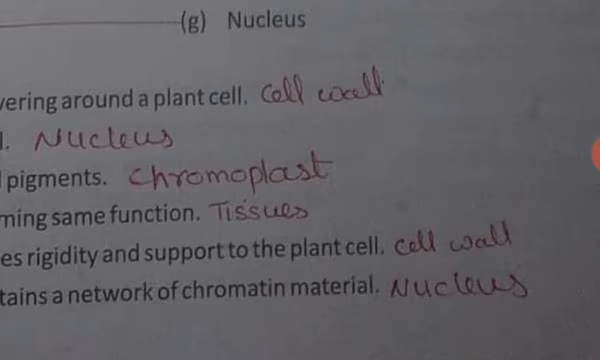 (g) Nucleus
vering around a plant cell. Cell wall
l. Nucleus
l pigments. Chromoplast
ming same function. Tissues
es rigidity and support to the plant cell. Cell wall
tains a network of chromatin material. Nucleus